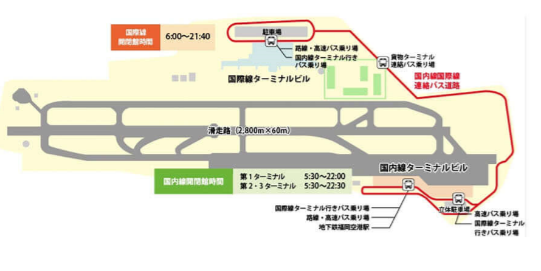 国際線
開閉館時間
6:00〜21:40
駐車場
路線・高速バス乗り場
国内線ターミナル行き
バス乗り場
貨物ターミナル
連絡バス乗り場
国際線ターミナルビル
国内線国際線
連絡バス道路
滑走路 (2,800m×60m)
国内線ターミナルビル
国内線開閉館時間
第1ターミナル 5:30〜22:00
第2・3ターミナル 5:30〜22:30
国際線ターミナル行きバス乗り場
路線・高速バス乗り場
地下鉄福岡空港駅
立体駐車場
高速バス乗り場
国際線ターミナル
行きバス乗り場